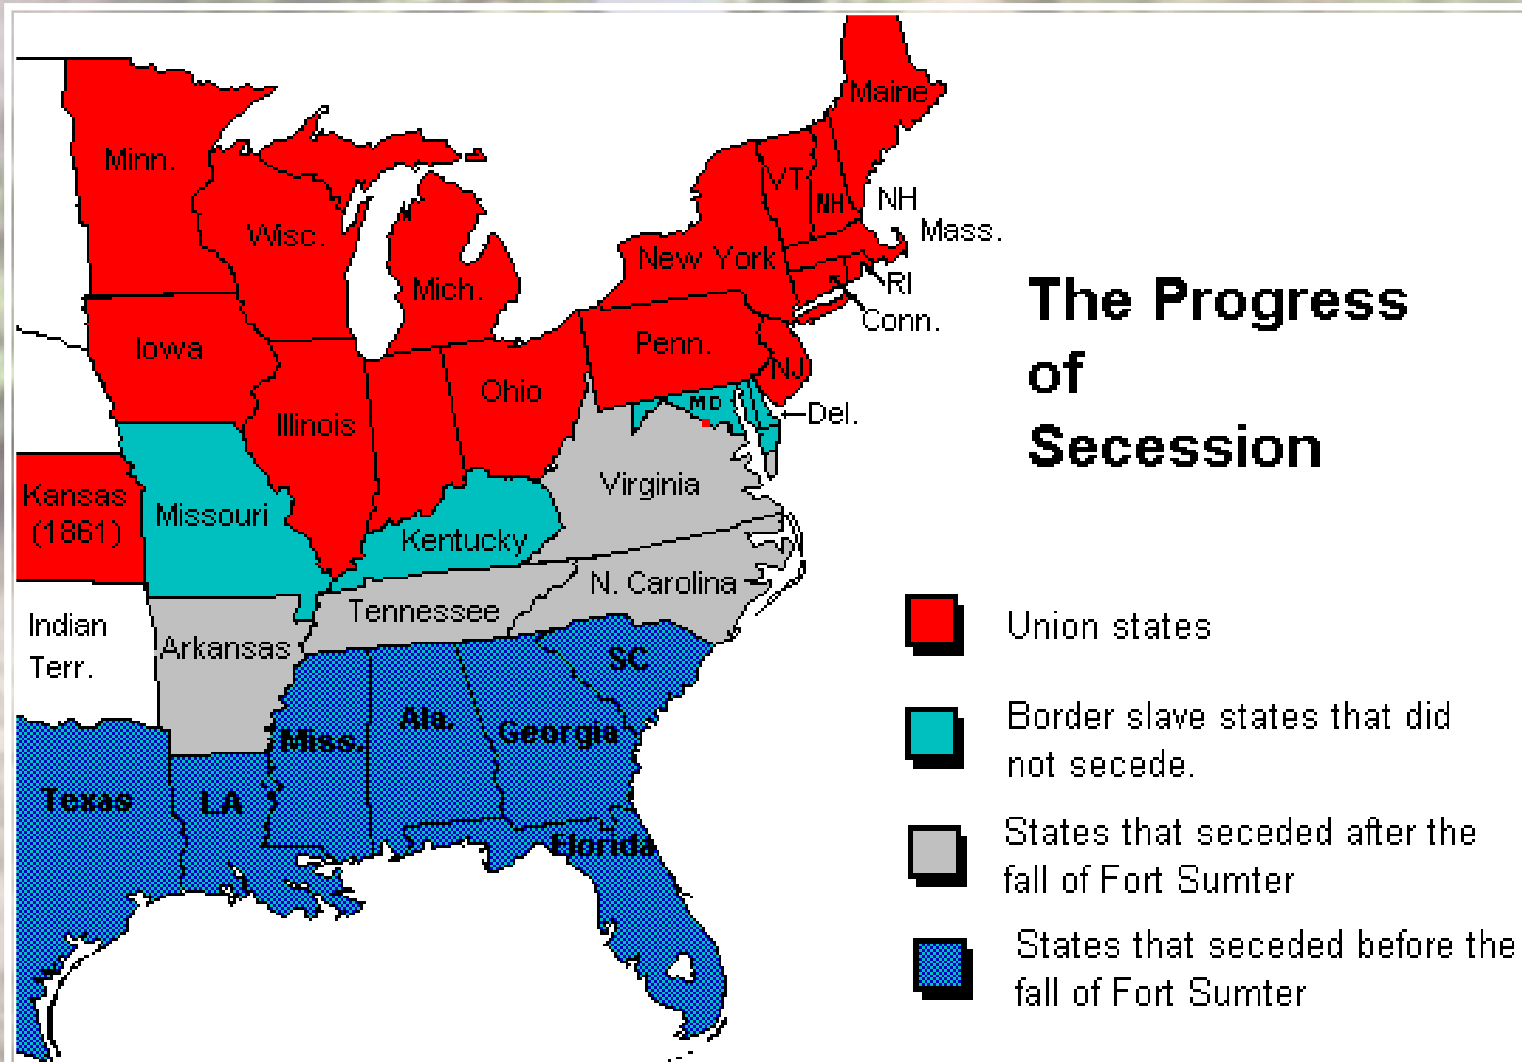 Maine
Minn.
VT
NH
NH
Wisc.
Mass.
New York
Mich.
RI
Conn.
The Progress
of
Secession
Iowa
Penn.
NJ
Ohio
MD
Del.
Illinois
Virginia
Kansas
(1861)
Missouri
Kentucky
N. Carolina
Tennessee
Indian
Terr.
Arkansas
SC
Miss.
Ala.
Georgia
Texas
LA
Florida
Union states
Border slave states that did
not secede.
States that seceded after the
fall of Fort Sumter
States that seceded before the
fall of Fort Sumter